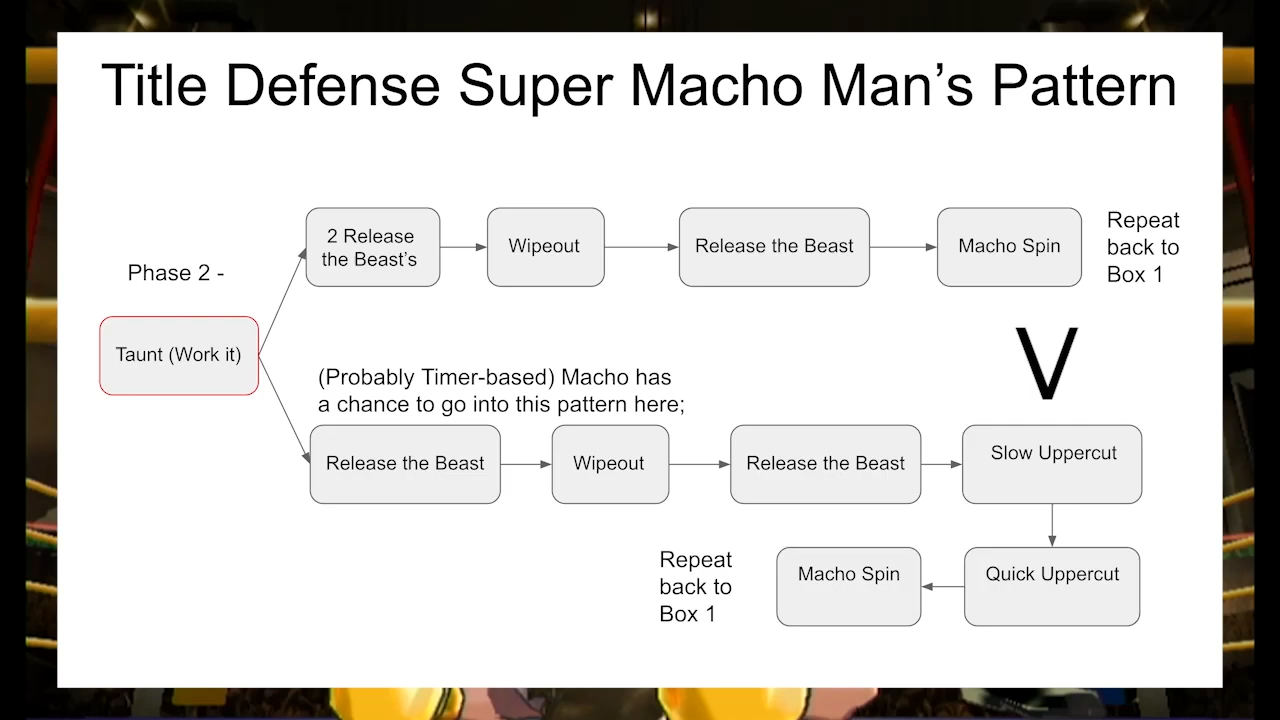 Title Defense Super Macho Man’s Pattern
Phase 2 -
Taunt (Work it)
2 Release
the Beast’s
Wipeout
Release the Beast
Macho Spin
Repeat
back to
Box 1
V
(Probably Timer-based) Macho has
a chance to go into this pattern here;
Release the Beast
Wipeout
Release the Beast
Slow Uppercut
Quick Uppercut
Macho Spin
Repeat
back to
Box 1